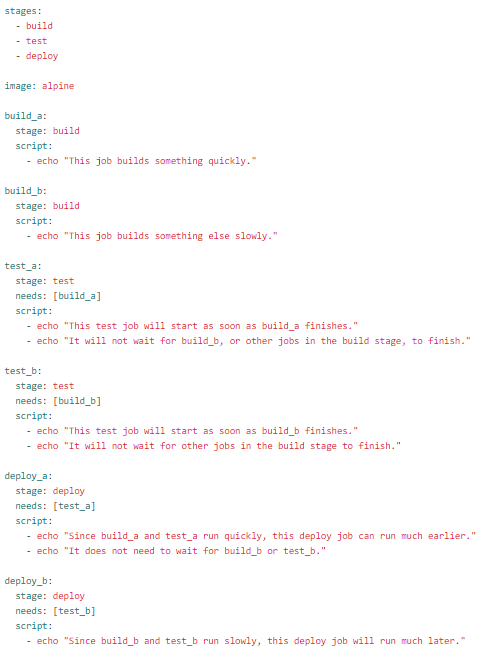 stages:
  - build
  - test
  - deploy

image: alpine

build_a:
  stage: build
  script:
    - echo "This job builds something quickly."

build_b:
  stage: build
  script:
    - echo "This job builds something else slowly."

test_a:
  stage: test
  needs: [build_a]
  script:
    - echo "This test job will start as soon as build_a finishes."
    - echo "It will not wait for build_b, or other jobs in the build stage, to finish."

test_b:
  stage: test
  needs: [build_b]
  script:
    - echo "This test job will start as soon as build_b finishes."
    - echo "It will not wait for other jobs in the build stage to finish."

deploy_a:
  stage: deploy
  needs: [test_a]
  script:
    - echo "Since build_a and test_a run quickly, this deploy job can run much earlier."
    - echo "It does not need to wait for build_b or test_b."

deploy_b:
  stage: deploy
  needs: [test_b]
  script:
    - echo "Since build_b and test_b run slowly, this deploy job will run much later."